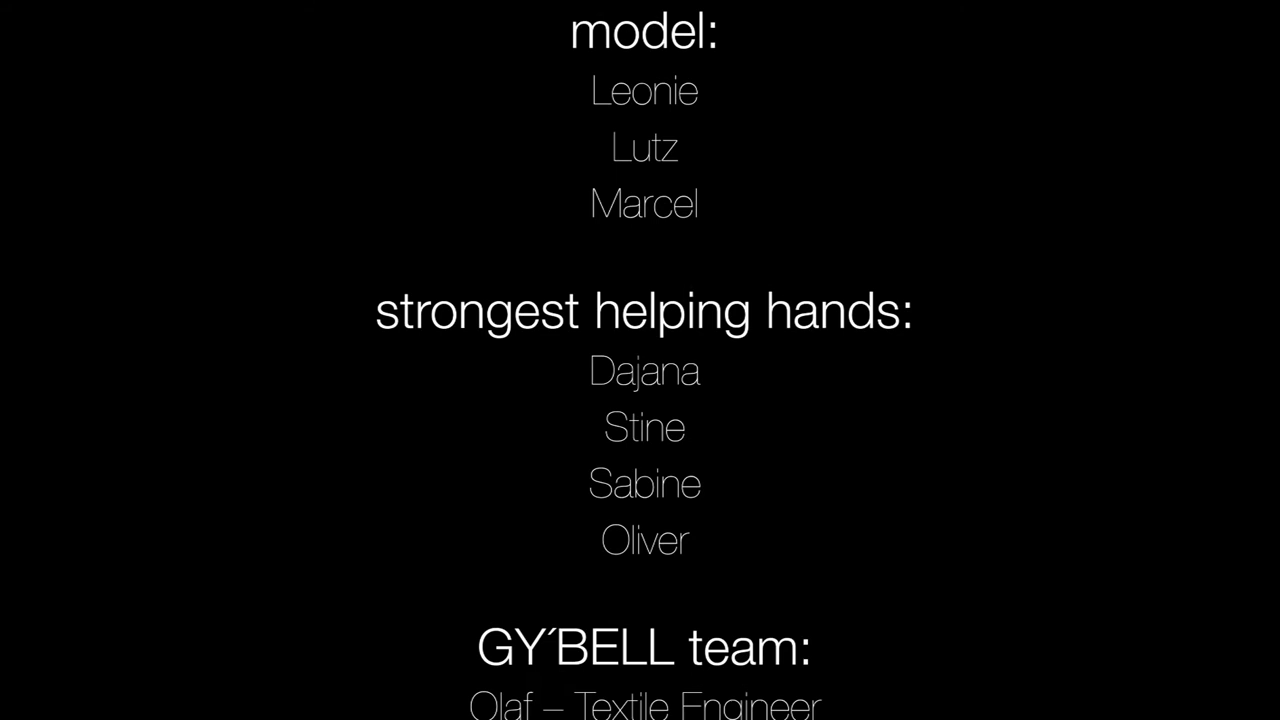 model:
Leonie
Lutz
Marcel
strongest helping hands:
Dajana
Stine
Sabine
Oliver
GY´BELL team:
Olaf – Textile Engineer